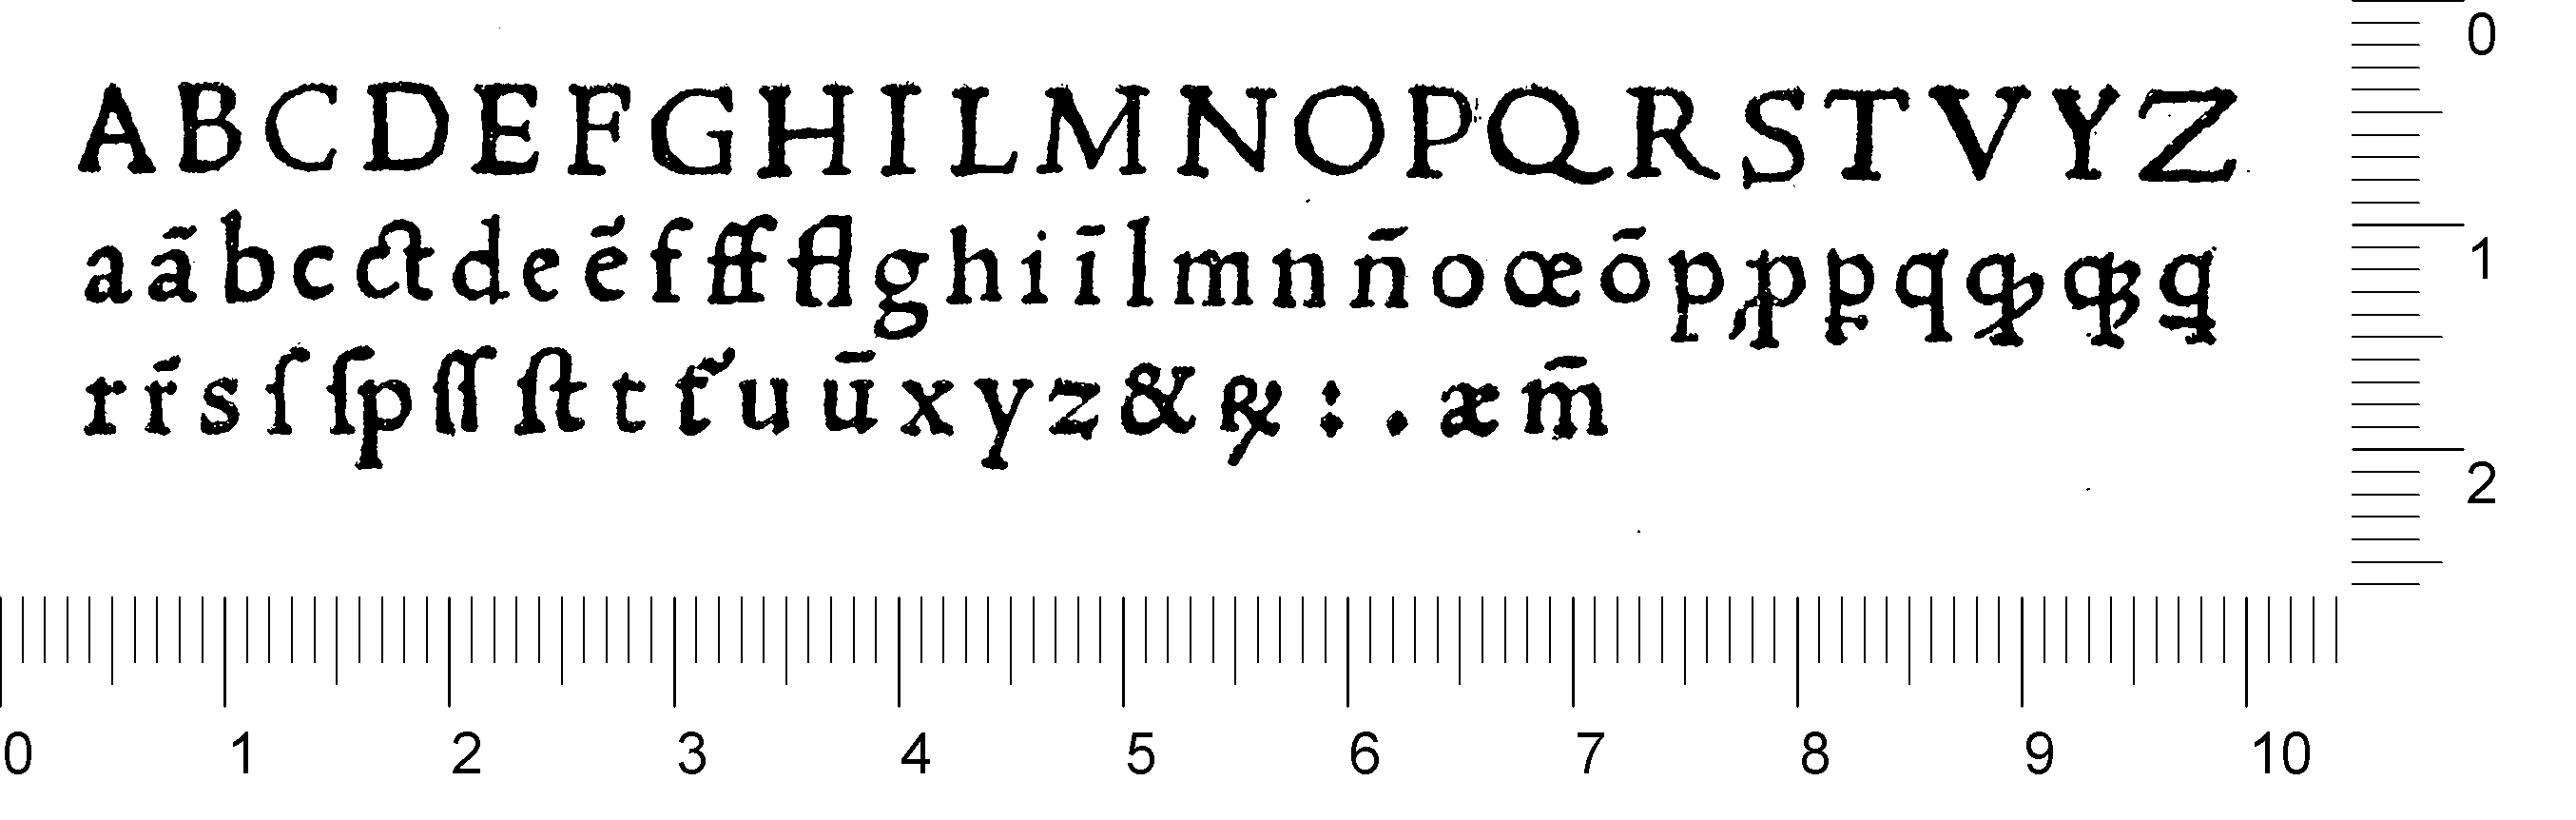 A B C D E F G H I L M N O P Q R S T V Y Z
a ã b c ct d e ẽ f ff fl g h i ĩ l m n ñ o œ õ p ꝓ ꝑ q ꝙ qꝫ q̱
r r̃ s ſ ſp ſſ ſt t t̃ u ū x y z & ꝶ : . æ m̃
0
1
2
0 1 2 3 4 5 6 7 8 9 10